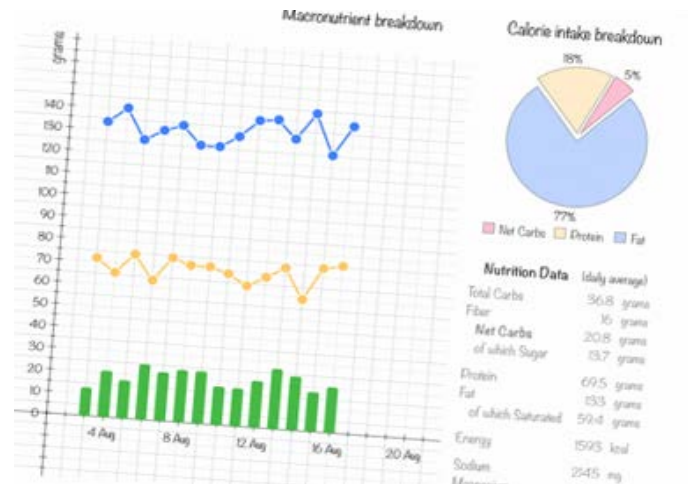 Macronutrient breakdown
grams
140
130
120
110
100
90
80
70
60
50
40
30
20
10
0
4 Aug
8 Aug
12 Aug
16 Aug
20 Aug
Calorie intake breakdown
18%
5%
77%
Net Carbs Protein Fat
Nutrition Data (daily average)
Total Carbs 36.8 grams
Fiber 16 grams
Net Carbs 20.8 grams
of which Sugar 13.7 grams
Protein 69.5 grams
Fat 133 grams
of which Saturated 59.4 grams
Energy 1593 kcal
Sodium 2145 mg